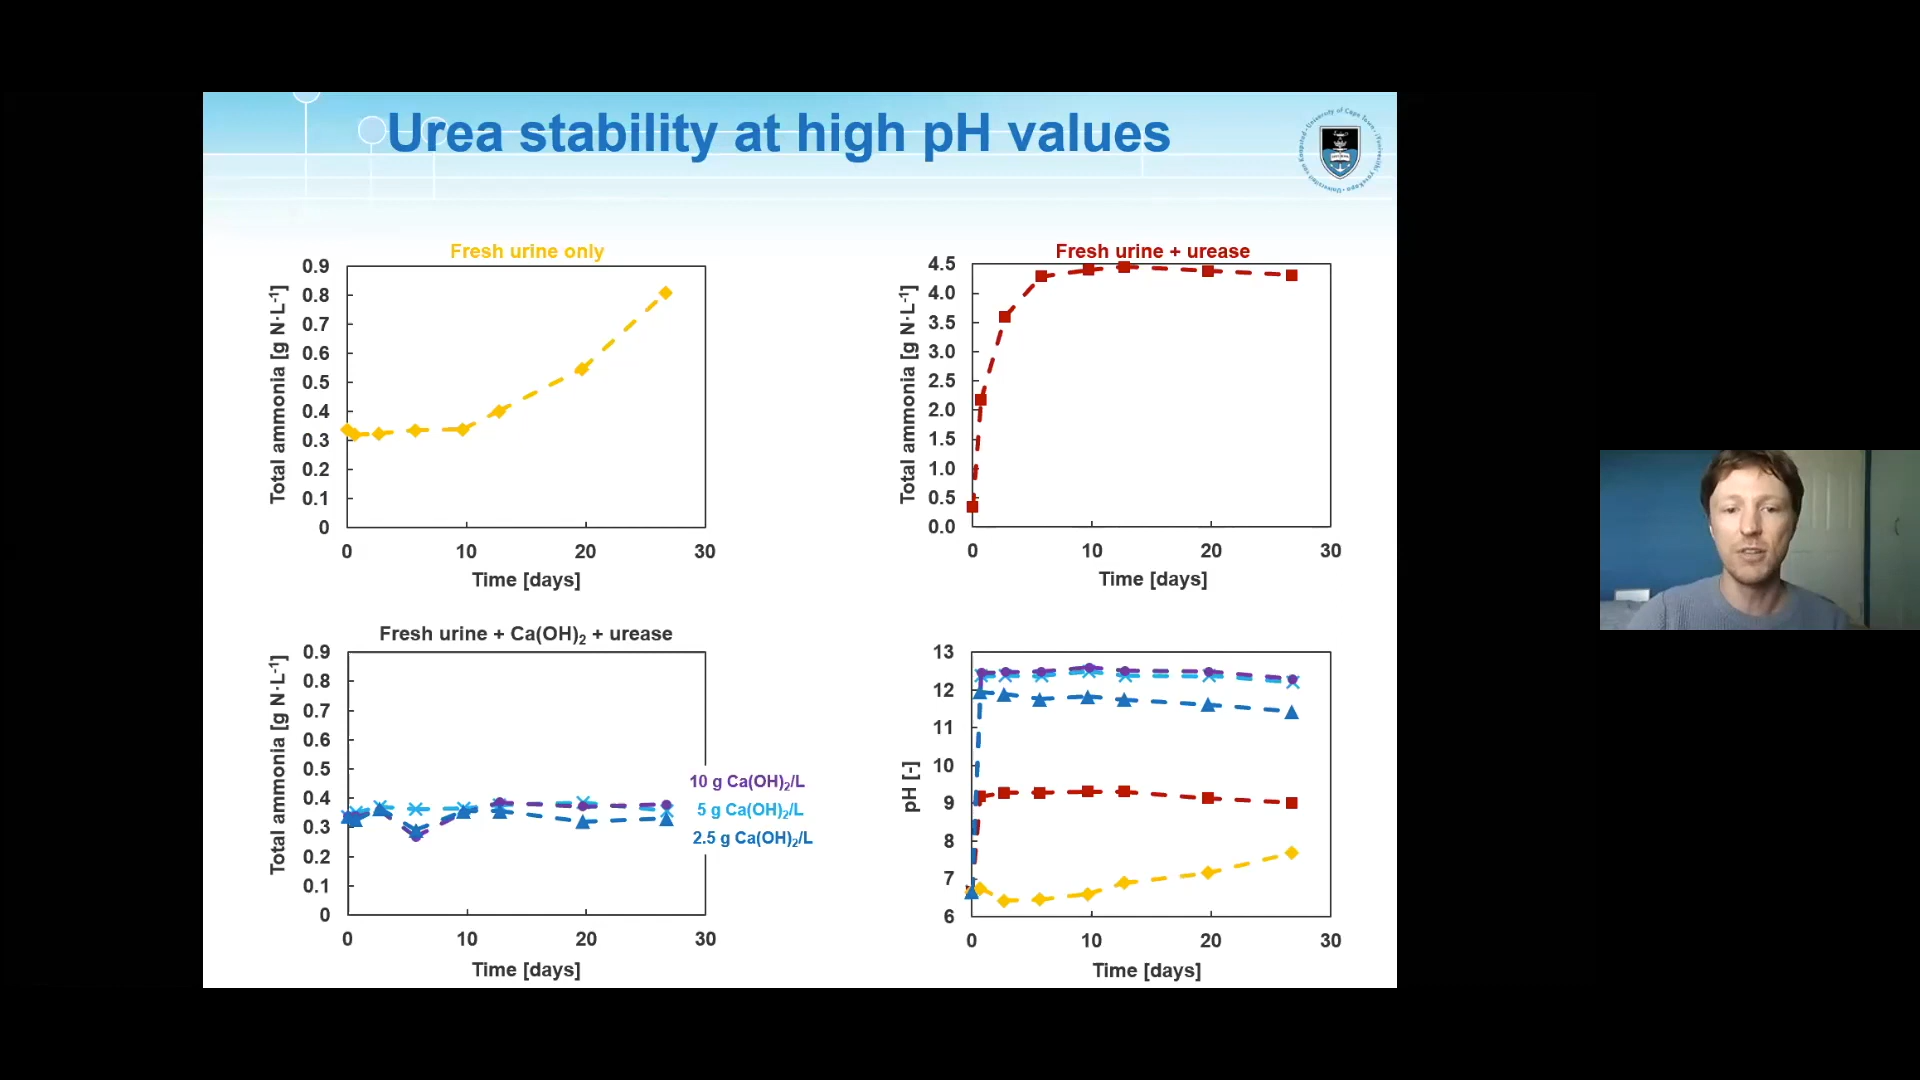 Urea stability at high pH values
University of Cape Town
Fresh urine only
Total ammonia [g N·L⁻¹]
0.9
0.8
0.7
0.6
0.5
0.4
0.3
0.2
0.1
0
0 10 20 30
Time [days]
Fresh urine + urease
Total ammonia [g N·L⁻¹]
4.5
4.0
3.5
3.0
2.5
2.0
1.5
1.0
0.5
0.0
0 10 20 30
Time [days]
Fresh urine + Ca(OH)₂ + urease
Total ammonia [g N·L⁻¹]
0.9
0.8
0.7
0.6
0.5
0.4
0.3
0.2
0.1
0
0 10 20 30
Time [days]
10 g Ca(OH)₂/L
5 g Ca(OH)₂/L
2.5 g Ca(OH)₂/L
pH [-]
13
12
11
10
9
8
7
6
0 10 20 30
Time [days]